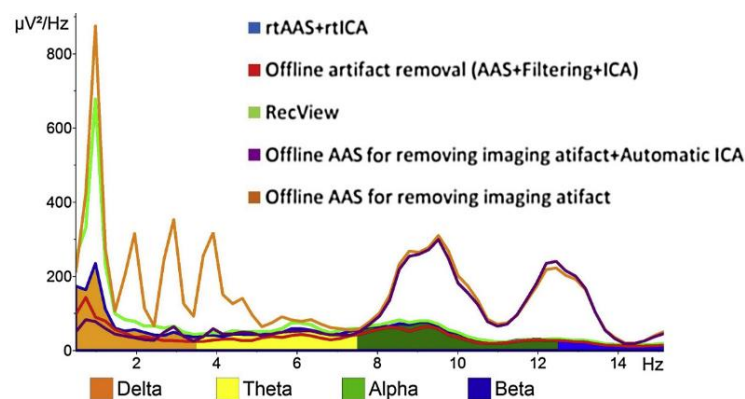 µV²/Hz
800
600
400
200
0
rtAAS+rtICA
Offline artifact removal (AAS+Filtering+ICA)
RecView
Offline AAS for removing imaging atifact+Automatic ICA
Offline AAS for removing imaging atifact
2 4 6 8 10 12 14 Hz
Delta Theta Alpha Beta